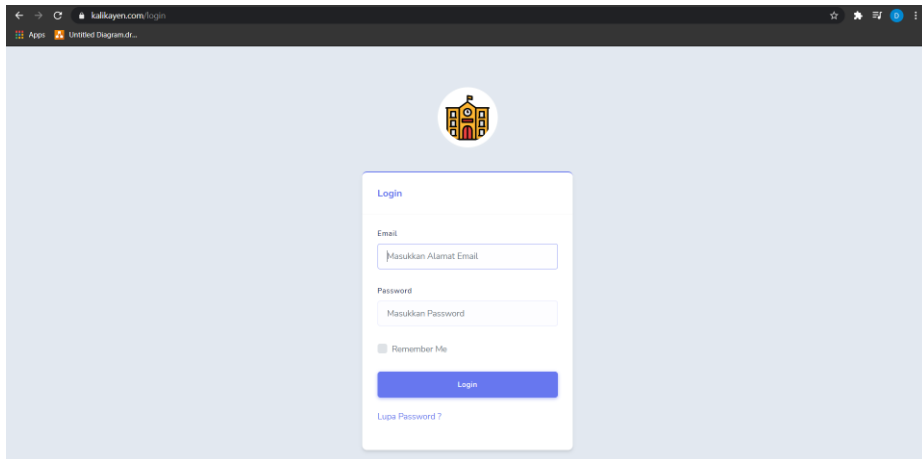 kalikayen.com/login
D
Apps Untitled Diagram.dr...
Login
Email
Masukkan Alamat Email
Password
Masukkan Password
Remember Me
Login
Lupa Password ?